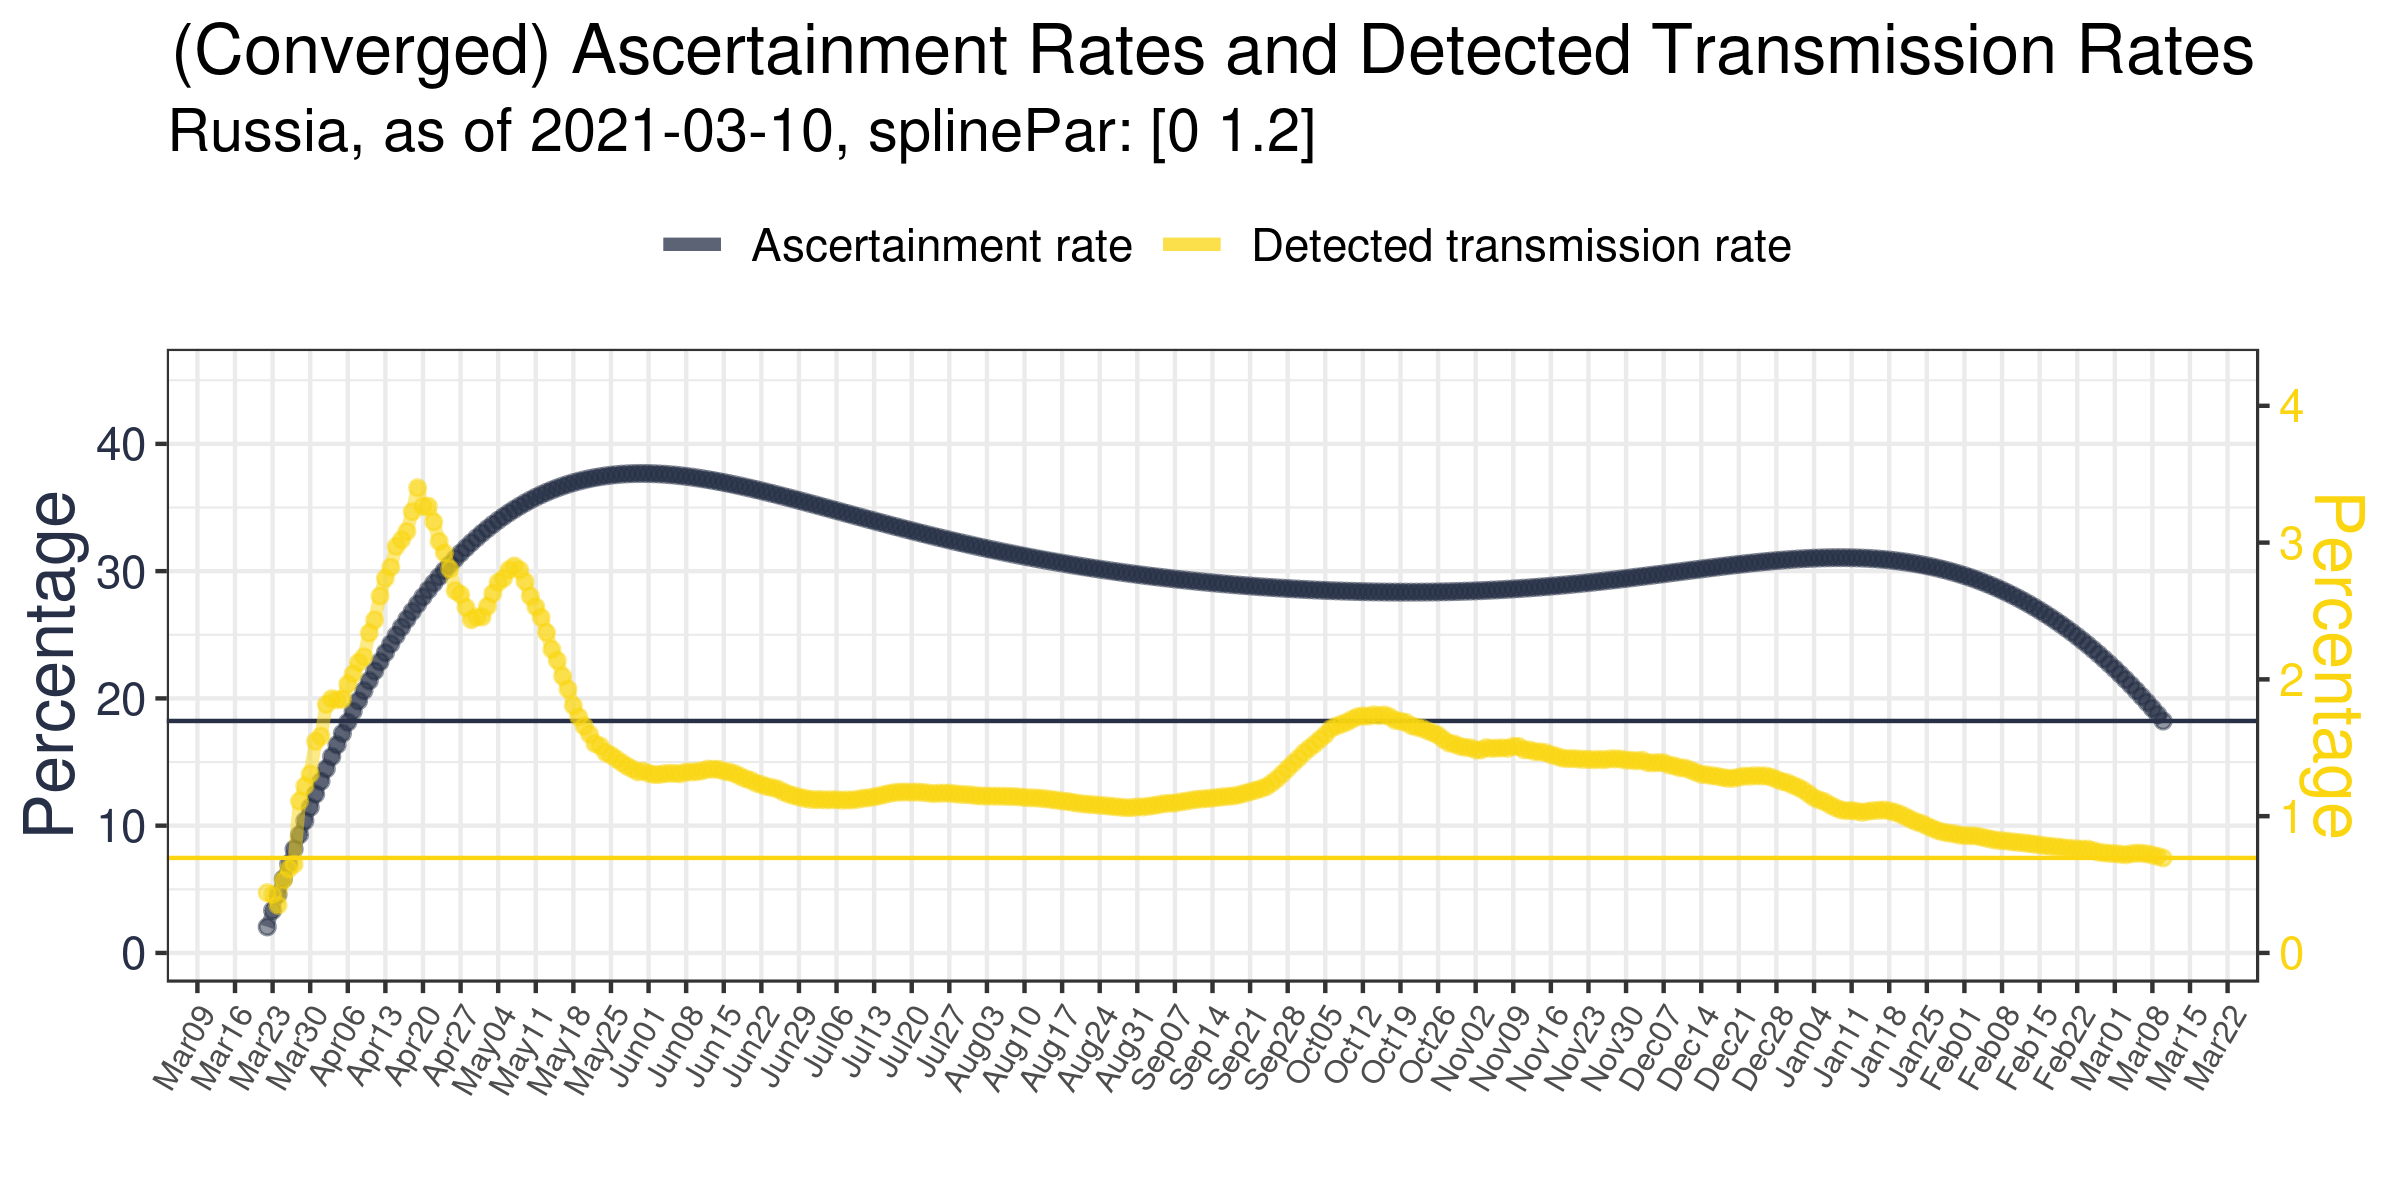 (Converged) Ascertainment Rates and Detected Transmission Rates
Russia, as of 2021-03-10, splinePar: [0 1.2]
Ascertainment rate
Detected transmission rate
Percentage
40
30
20
10
0
4
3
2
1
0
Percentage
Mar09
Mar16
Mar23
Mar30
Apr06
Apr13
Apr20
Apr27
May04
May11
May18
May25
Jun01
Jun08
Jun15
Jun22
Jun29
Jul06
Jul13
Jul20
Jul27
Aug03
Aug10
Aug17
Aug24
Aug31
Sep07
Sep14
Sep21
Sep28
Oct05
Oct12
Oct19
Oct26
Nov02
Nov09
Nov16
Nov23
Nov30
Dec07
Dec14
Dec21
Dec28
Jan04
Jan11
Jan18
Jan25
Feb01
Feb08
Feb15
Feb22
Mar01
Mar08
Mar15
Mar22